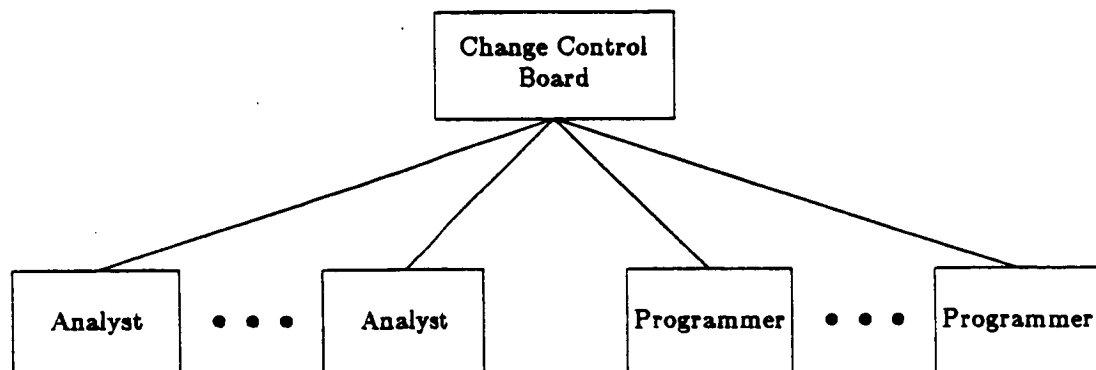 Change Control
Board
Analyst
Analyst
Programmer
Programmer